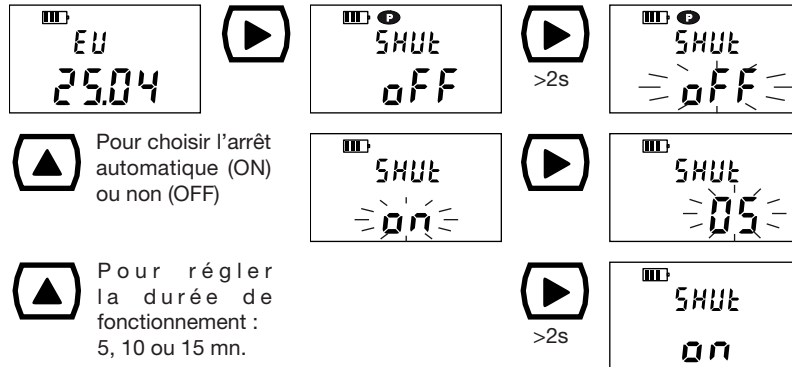 EV
25.04
P
SHUt
oFF
>2s
P
SHUt
oFF
Pour choisir l'arrêt
automatique (ON)
ou non (OFF)
SHUt
on
SHUt
05
Pour régler
la durée de
fonctionnement :
5, 10 ou 15 mn.
>2s
SHUt
on